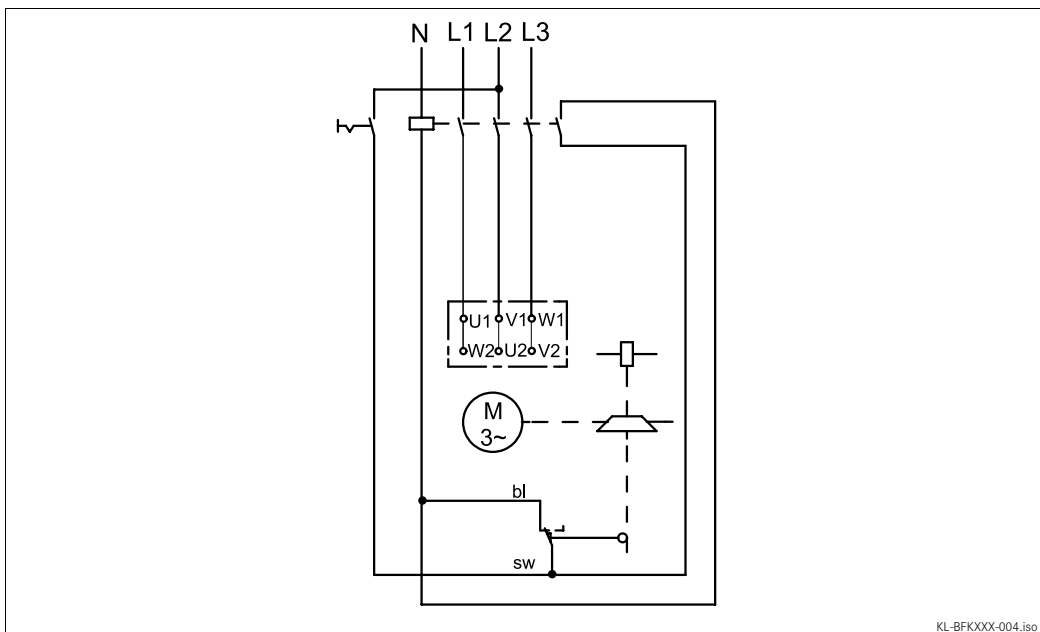 N L1 L2 L3
U1 V1 W1
W2 U2 V2
M
3~
bl
sw
KL-BFKXXX-004.iso